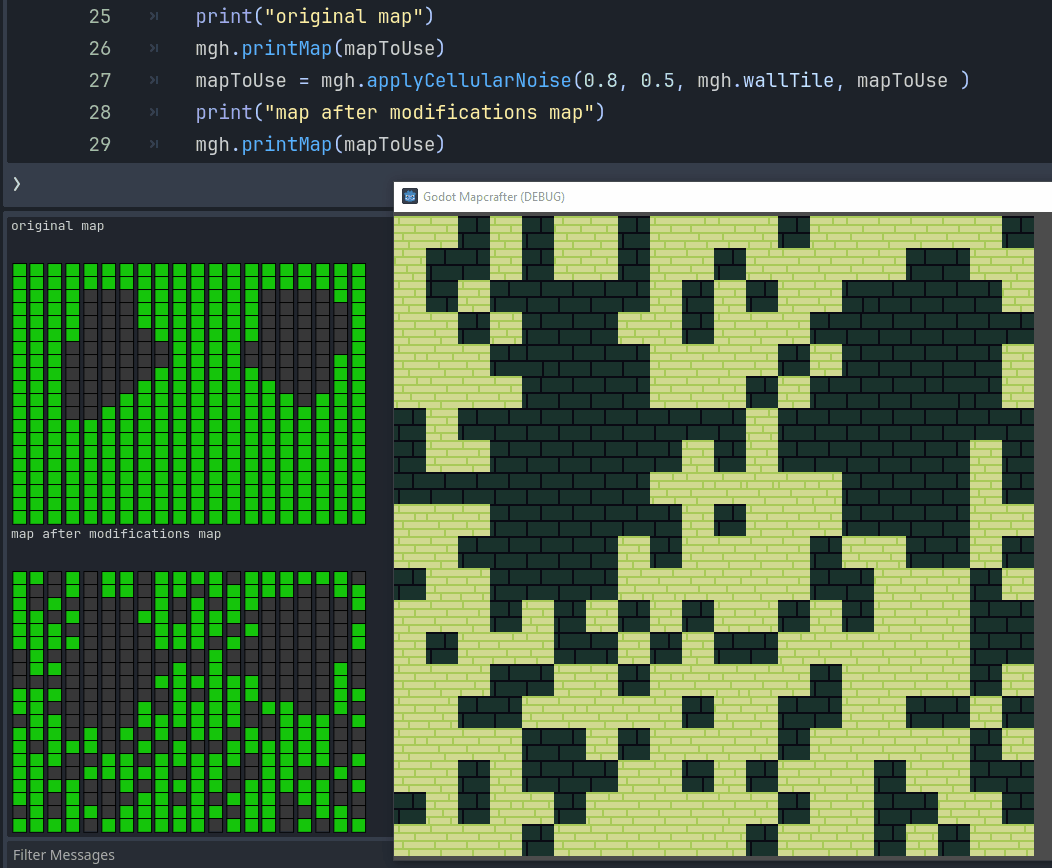 25 print("original map")
26 mgh.printMap(mapToUse)
27 mapToUse = mgh.applyCellularNoise(0.8, 0.5, mgh.wallTile, mapToUse )
28 print("map after modifications map")
29 mgh.printMap(mapToUse)
Godot Mapcrafter (DEBUG)
original map
map after modifications map
Filter Messages